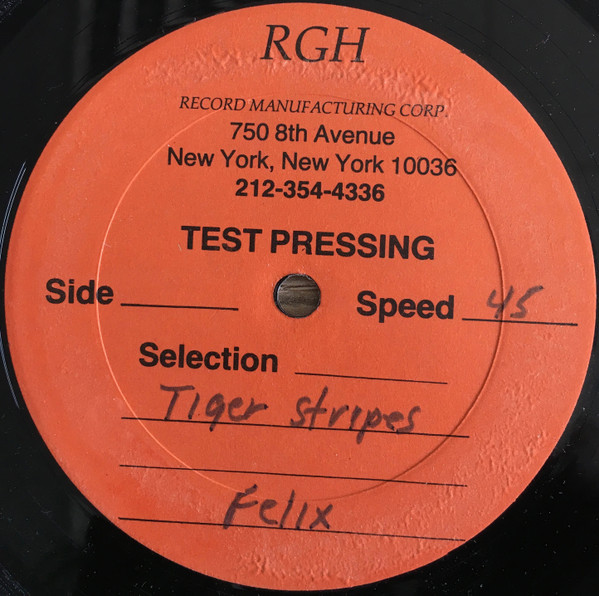 RGH
RECORD MANUFACTURING CORP.
750 8th Avenue
New York, New York 10036
212-354-4336
TEST PRESSING
Side Speed 45
Selection
Tiger stripes
Felix